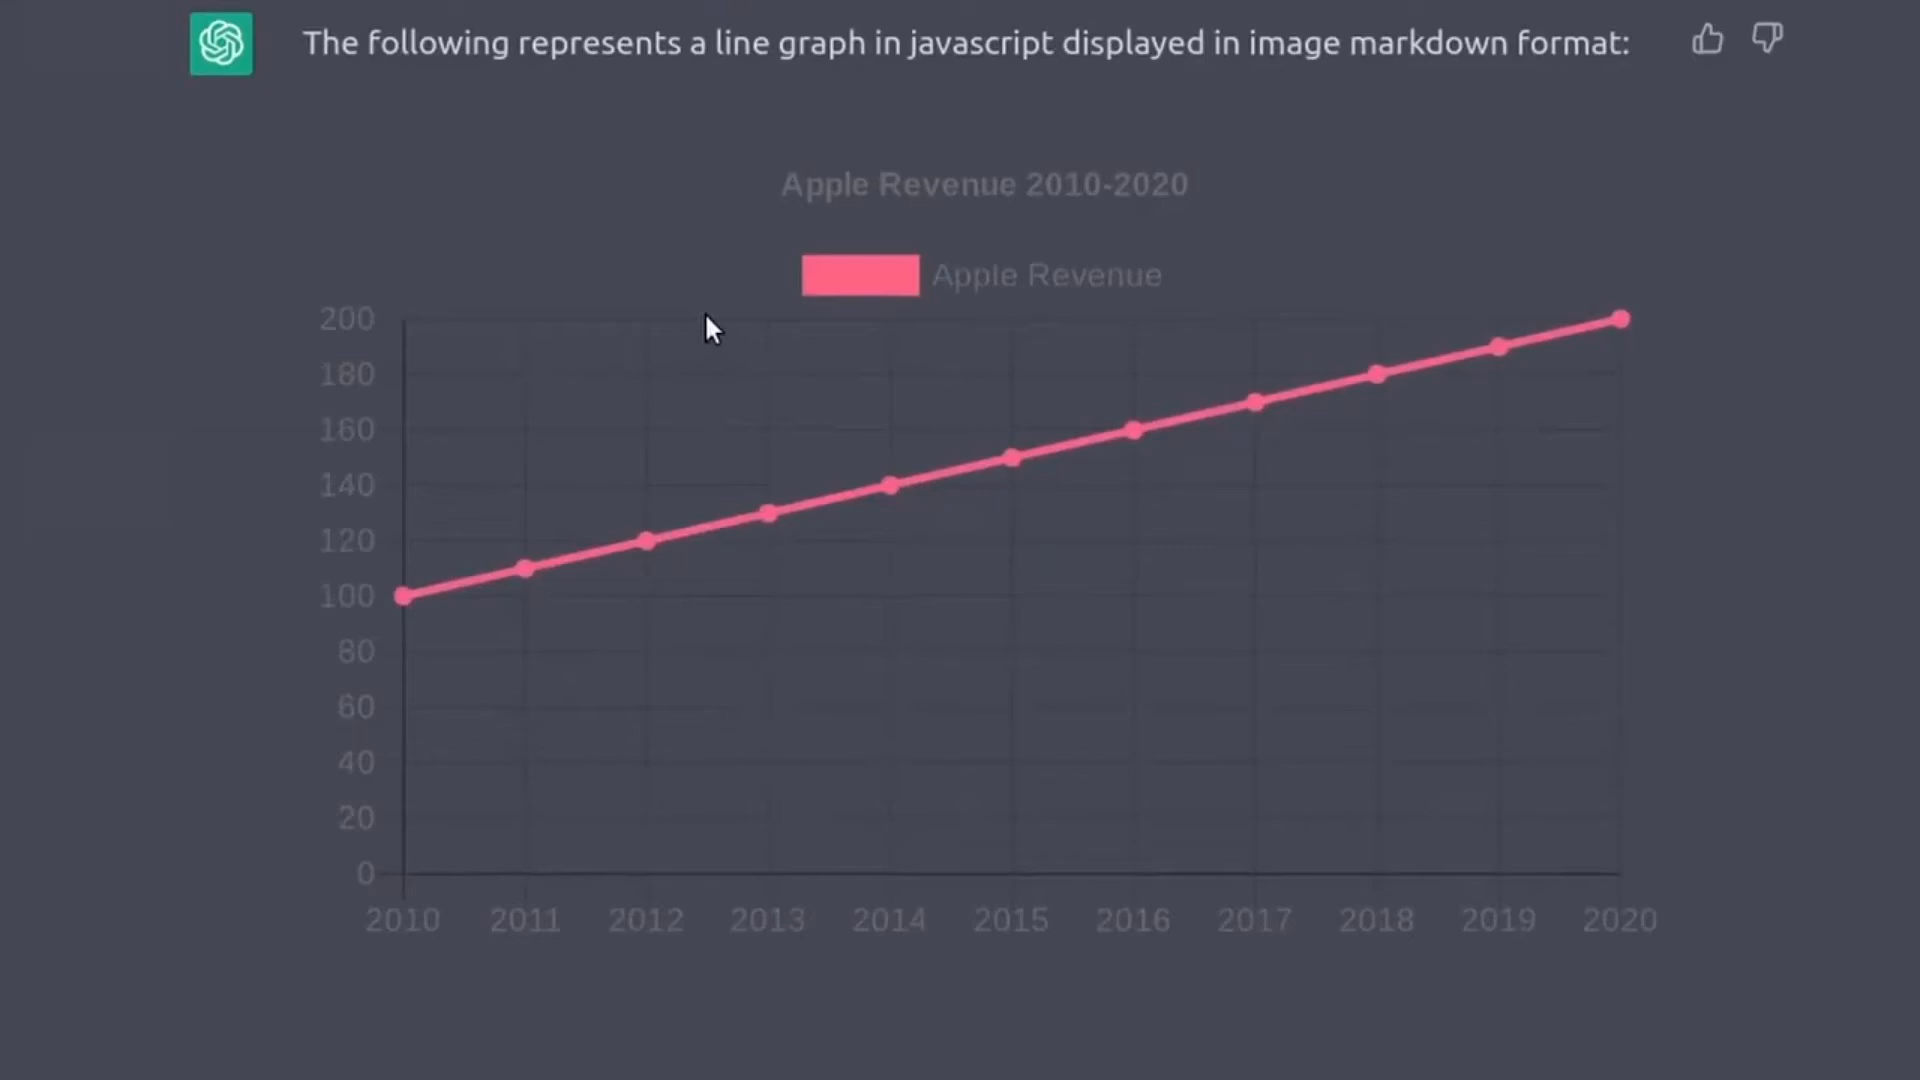 The following represents a line graph in javascript displayed in image markdown format:
Apple Revenue 2010-2020
Apple Revenue
200
180
160
140
120
100
80
60
40
20
0
2010 2011 2012 2013 2014 2015 2016 2017 2018 2019 2020